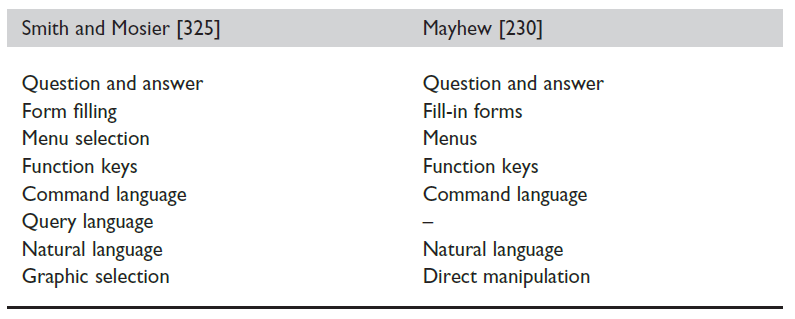 Smith and Mosier [325] Mayhew [230]
Question and answer Question and answer
Form filling Fill-in forms
Menu selection Menus
Function keys Function keys
Command language Command language
Query language –
Natural language Natural language
Graphic selection Direct manipulation